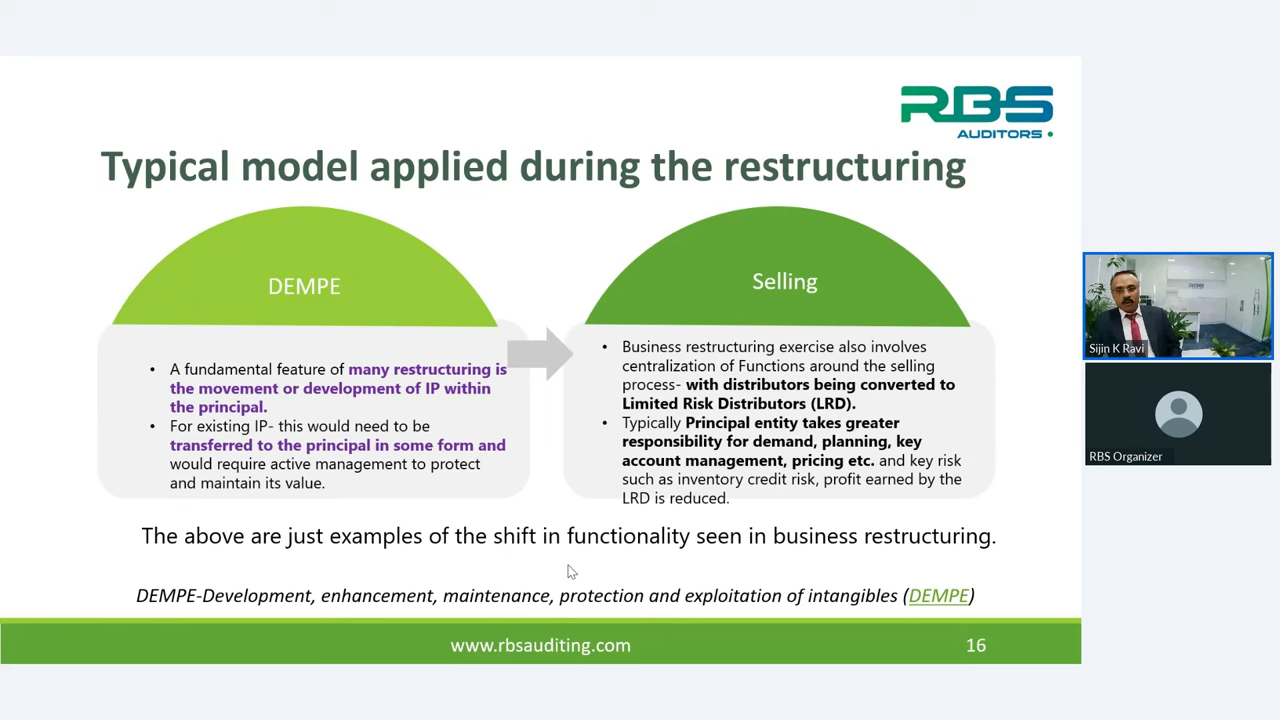 RBS
AUDITORS
Typical model applied during the restructuring
DEMPE
• A fundamental feature of many restructuring is
the movement or development of IP within
the principal.
• For existing IP- this would need to be
transferred to the principal in some form and
would require active management to protect
and maintain its value.
Selling
• Business restructuring exercise also involves
centralization of Functions around the selling
process- with distributors being converted to
Limited Risk Distributors (LRD).
• Typically Principal entity takes greater
responsibility for demand, planning, key
account management, pricing etc. and key risk
such as inventory credit risk, profit earned by the
LRD is reduced.
The above are just examples of the shift in functionality seen in business restructuring.
DEMPE-Development, enhancement, maintenance, protection and exploitation of intangibles (DEMPE)
www.rbsauditing.com
16
Sijin K Ravi
RBS Organizer